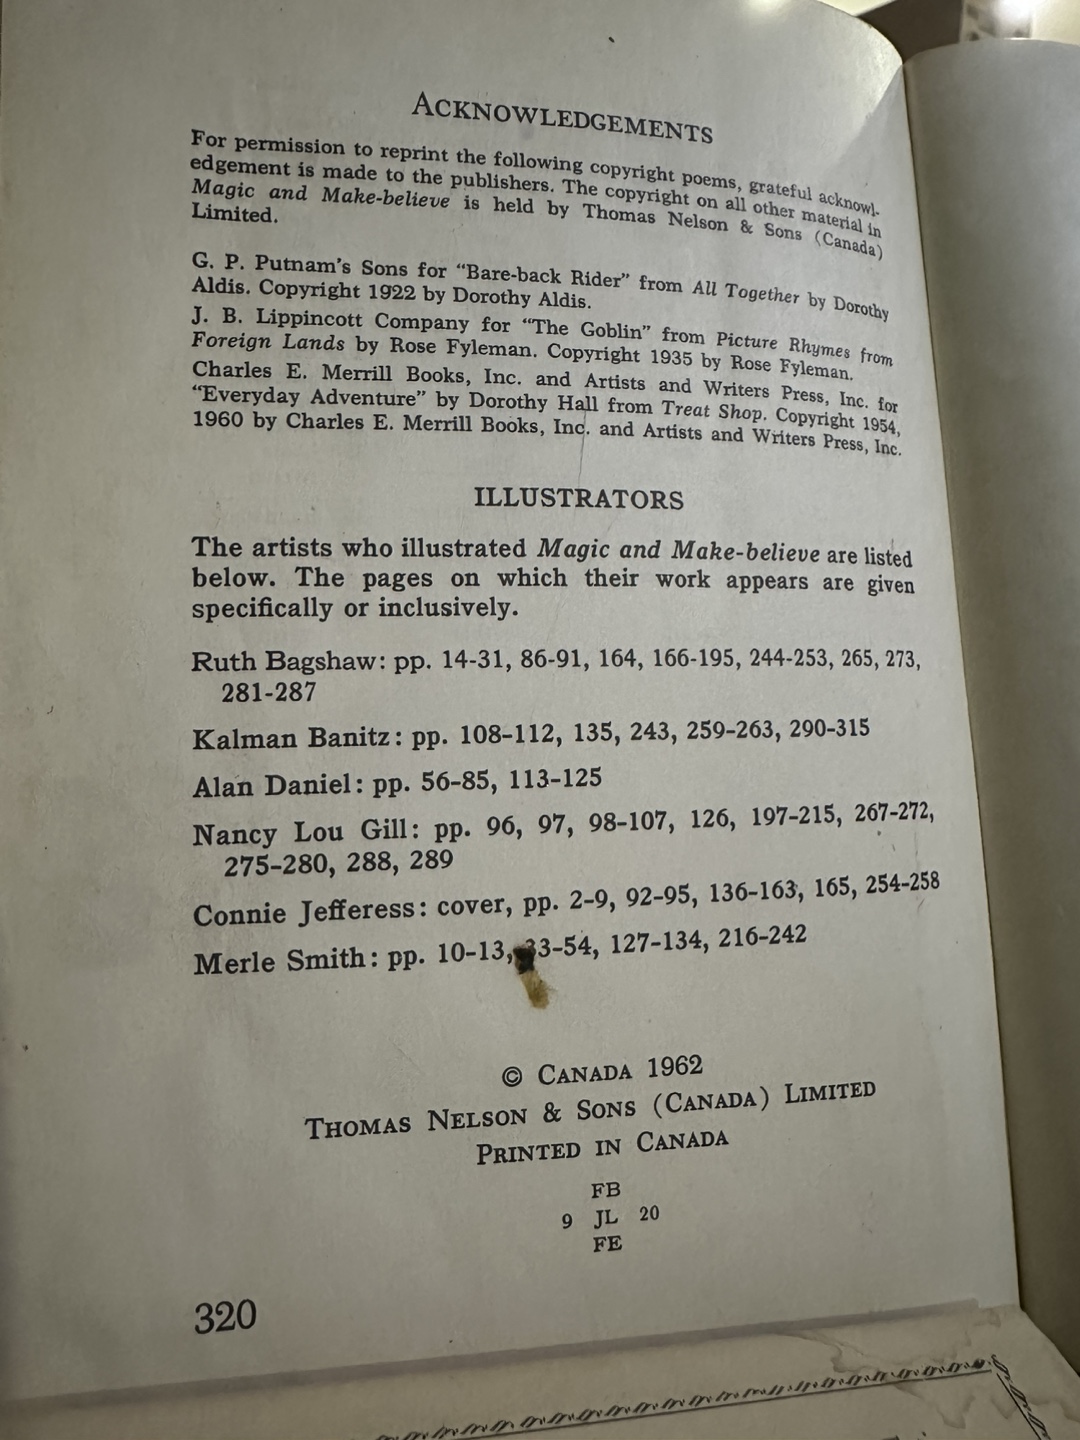 ACKNOWLEDGEMENTS
For permission to reprint the following copyright poems, grateful acknowl-
edgement is made to the publishers. The copyright on all other material in
Magic and Make-believe is held by Thomas Nelson & Sons (Canada)
Limited.
G. P. Putnam's Sons for "Bare-back Rider" from All Together by Dorothy
Aldis. Copyright 1922 by Dorothy Aldis.
J. B. Lippincott Company for "The Goblin" from Picture Rhymes from
Foreign Lands by Rose Fyleman. Copyright 1935 by Rose Fyleman.
Charles E. Merrill Books, Inc. and Artists and Writers Press, Inc. for
"Everyday Adventure" by Dorothy Hall from Treat Shop. Copyright 1954,
1960 by Charles E. Merrill Books, Inc. and Artists and Writers Press, Inc.
ILLUSTRATORS
The artists who illustrated Magic and Make-believe are listed
below. The pages on which their work appears are given
specifically or inclusively.
Ruth Bagshaw: pp. 14-31, 86-91, 164, 166-195, 244-253, 265, 273,
281-287
Kalman Banitz: pp. 108-112, 135, 243, 259-263, 290-315
Alan Daniel: pp. 56-85, 113-125
Nancy Lou Gill: pp. 96, 97, 98-107, 126, 197-215, 267-272,
275-280, 288, 289
Connie Jefferess: cover, pp. 2-9, 92-95, 136-163, 165, 254-258
Merle Smith: pp. 10-13, 33-54, 127-134, 216-242
© CANADA 1962
THOMAS NELSON & SONS (CANADA) LIMITED
PRINTED IN CANADA
FB
9 JL 20
FE
320